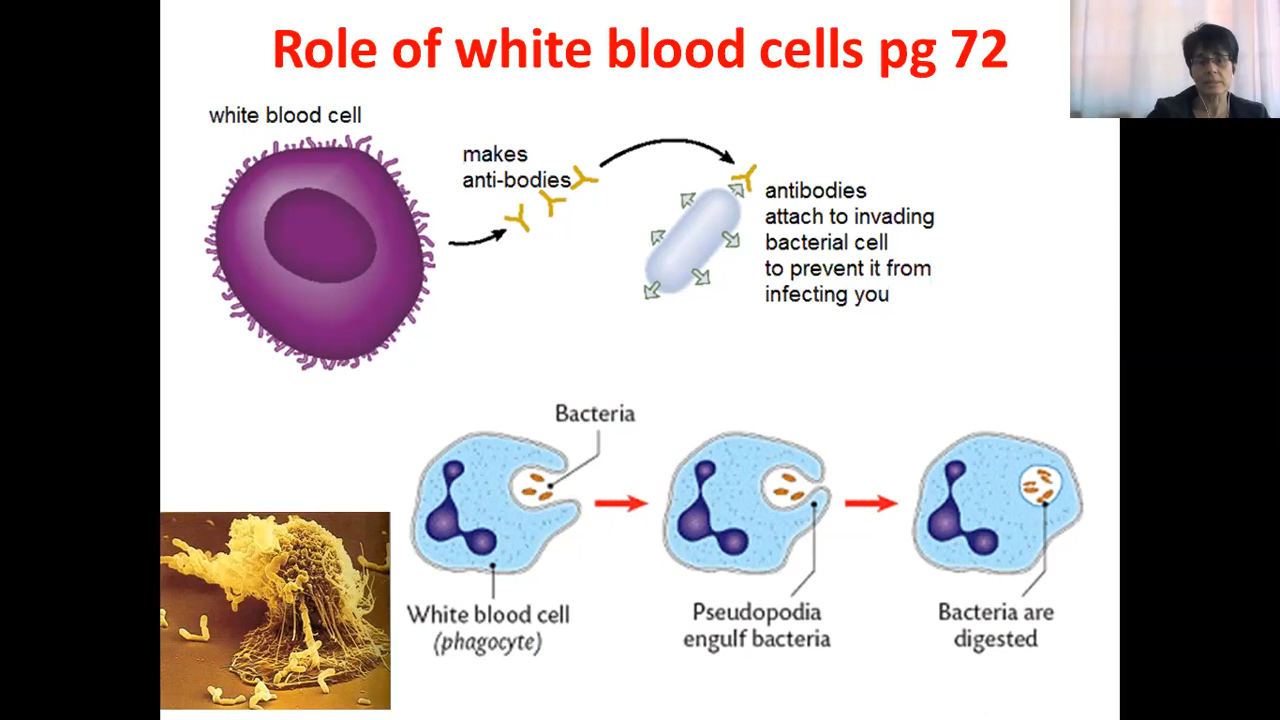 Role of white blood cells pg 72
white blood cell
makes
anti-bodies
antibodies
attach to invading
bacterial cell
to prevent it from
infecting you
Bacteria
White blood cell
(phagocyte)
Pseudopodia
engulf bacteria
Bacteria are
digested